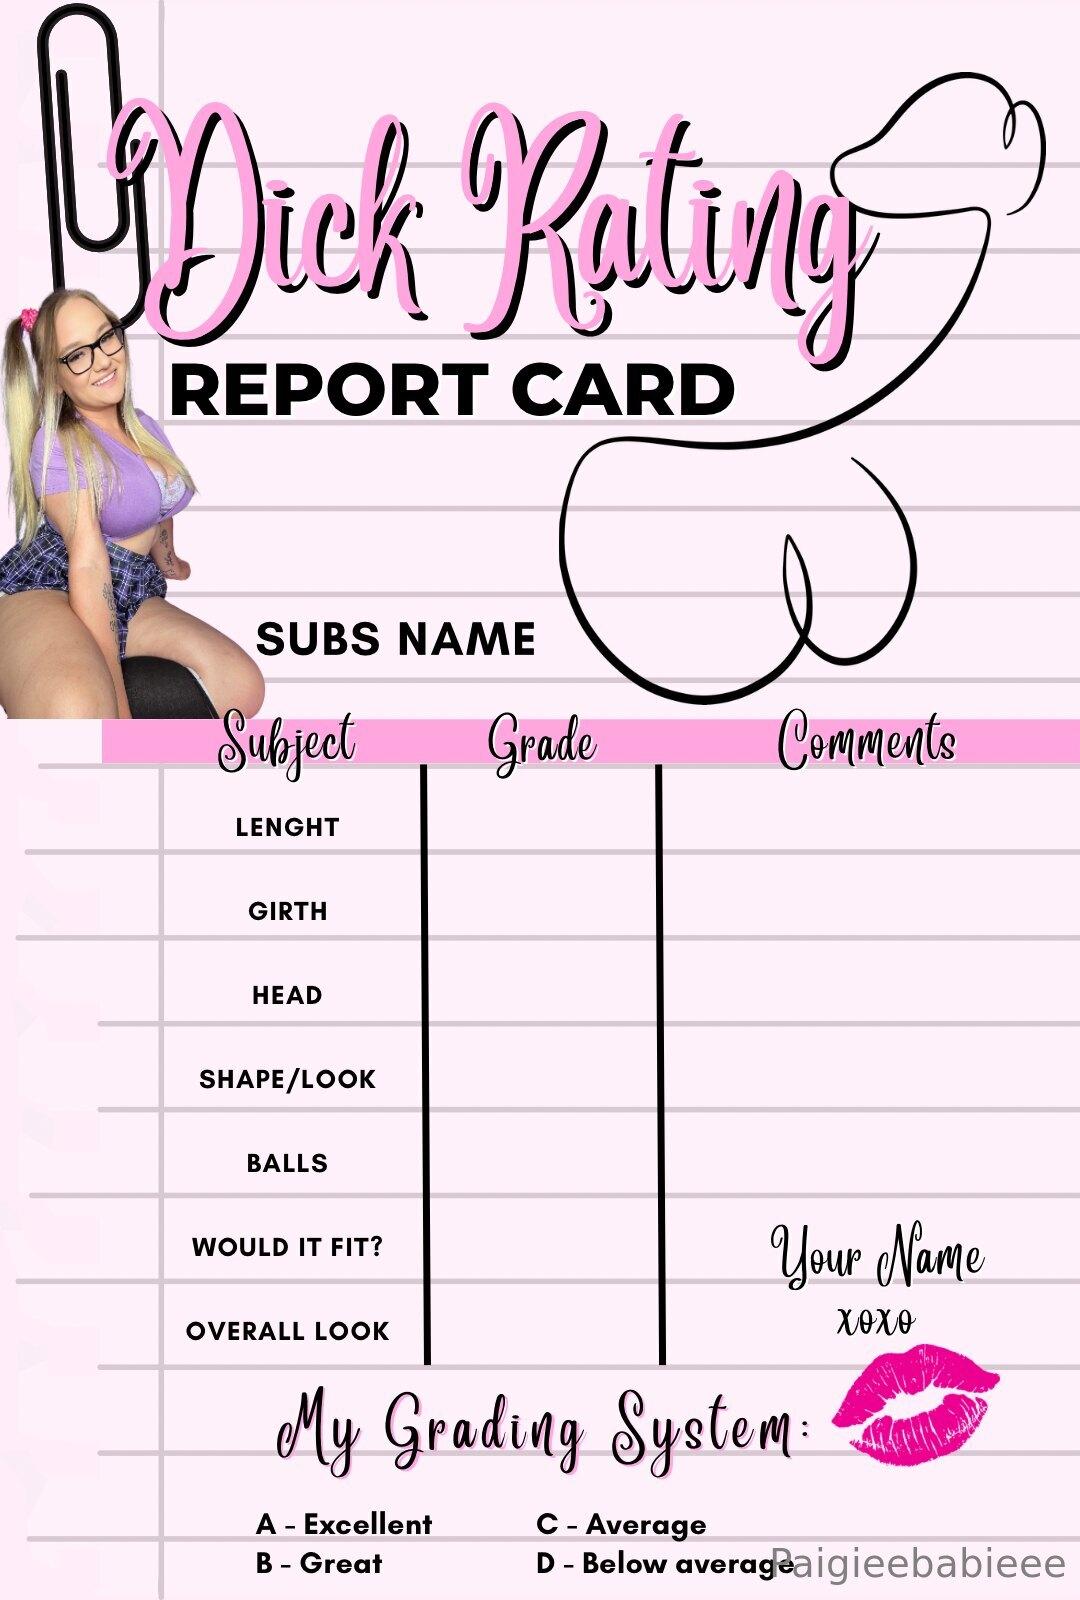 Dick Rating
REPORT CARD
SUBS NAME
Subject Grade Comments
LENGHT
GIRTH
HEAD
SHAPE/LOOK
BALLS
WOULD IT FIT?
OVERALL LOOK
Your Name
xoxo
My Grading System:
A - Excellent C - Average
B - Great D - Below average
Paigieebabieee